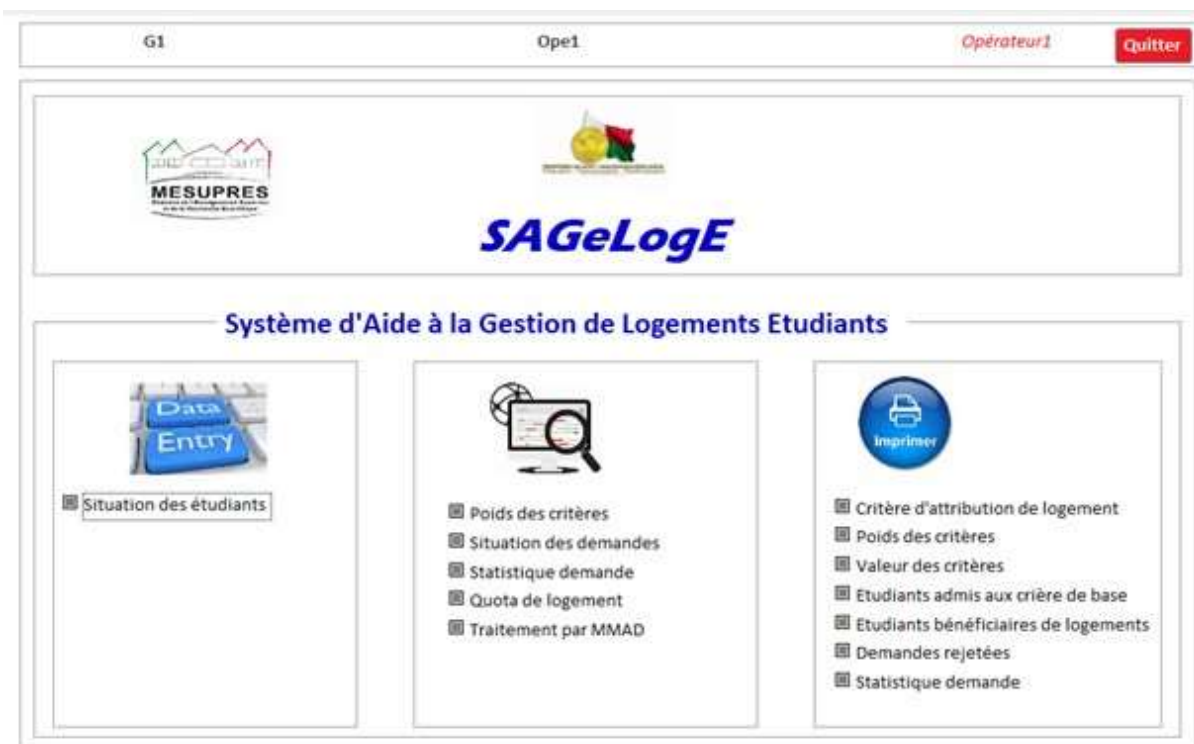 G1
Ope1
Opérateur1
Quitter
MESUPRES
SAGeLogE
Système d'Aide à la Gestion de Logements Etudiants
Data
Entry
Situation des étudiants
Poids des critères
Situation des demandes
Statistique demande
Quota de logement
Traitement par MMAD
imprimer
Critère d'attribution de logement
Poids des critères
Valeur des critères
Etudiants admis aux crière de base
Etudiants bénéficiaires de logements
Demandes rejetées
Statistique demande